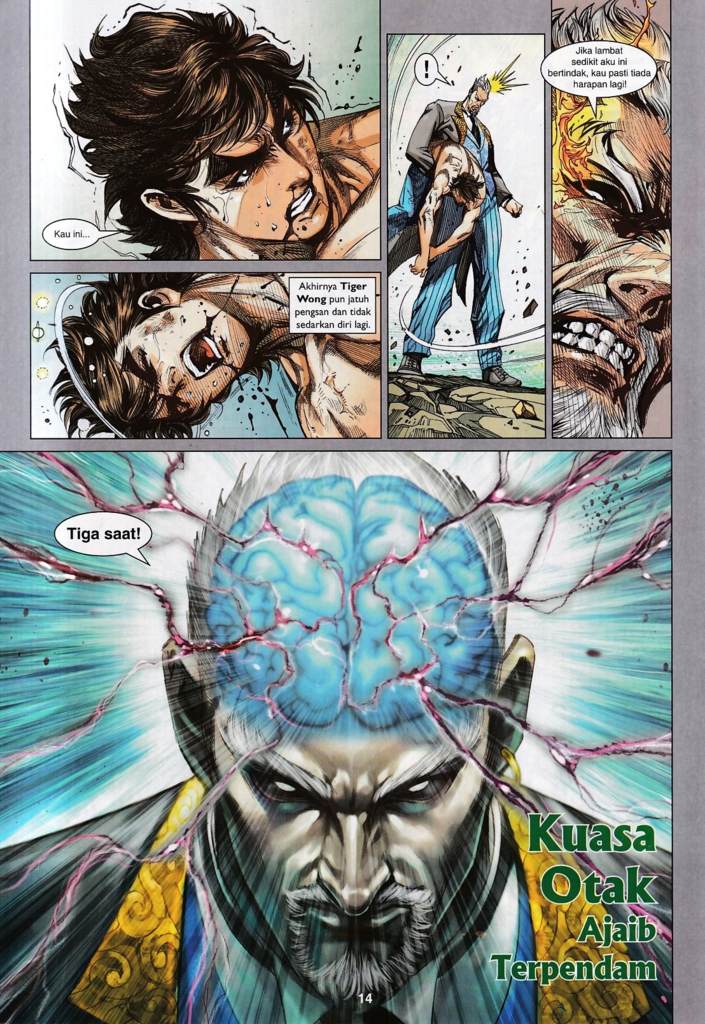 Kau ini...
!
Jika lambat
sedikit aku ini
bertindak, kau pasti tiada
harapan lagi!
Akhirnya Tiger
Wong pun jatuh
pengsan dan tidak
sedarkan diri lagi.
Tiga saat!
Kuasa
Otak
Ajaib
Terpendam
14